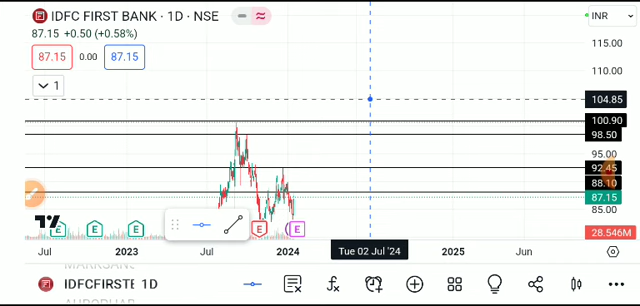 IDFC FIRST BANK · 1D · NSE
INR
87.15 +0.50 (+0.58%)
87.15 0.00 87.15
1
115.00
110.00
104.85
100.90
98.50
95.00
92.45
88.10
87.15
85.00
28.546M
E E E E E
Jul 2023 Jul 2024 Tue 02 Jul '24 2025 Jun
IDFCFIRSTB 1D